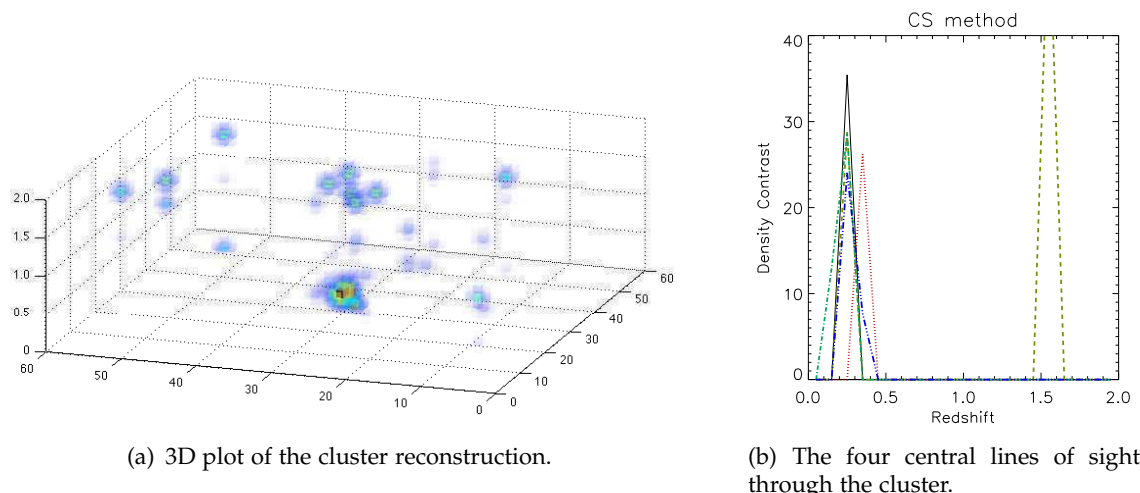 CS method
40
30
20
10
0
Density Contrast
0.0 0.5 1.0 1.5 2.0
Redshift
2.0
1.5
1.0
0.5
0
60 50 40 30 20 10 0
0 10 20 30 40 50 60
(a) 3D plot of the cluster reconstruction.
(b) The four central lines of sight
through the cluster.